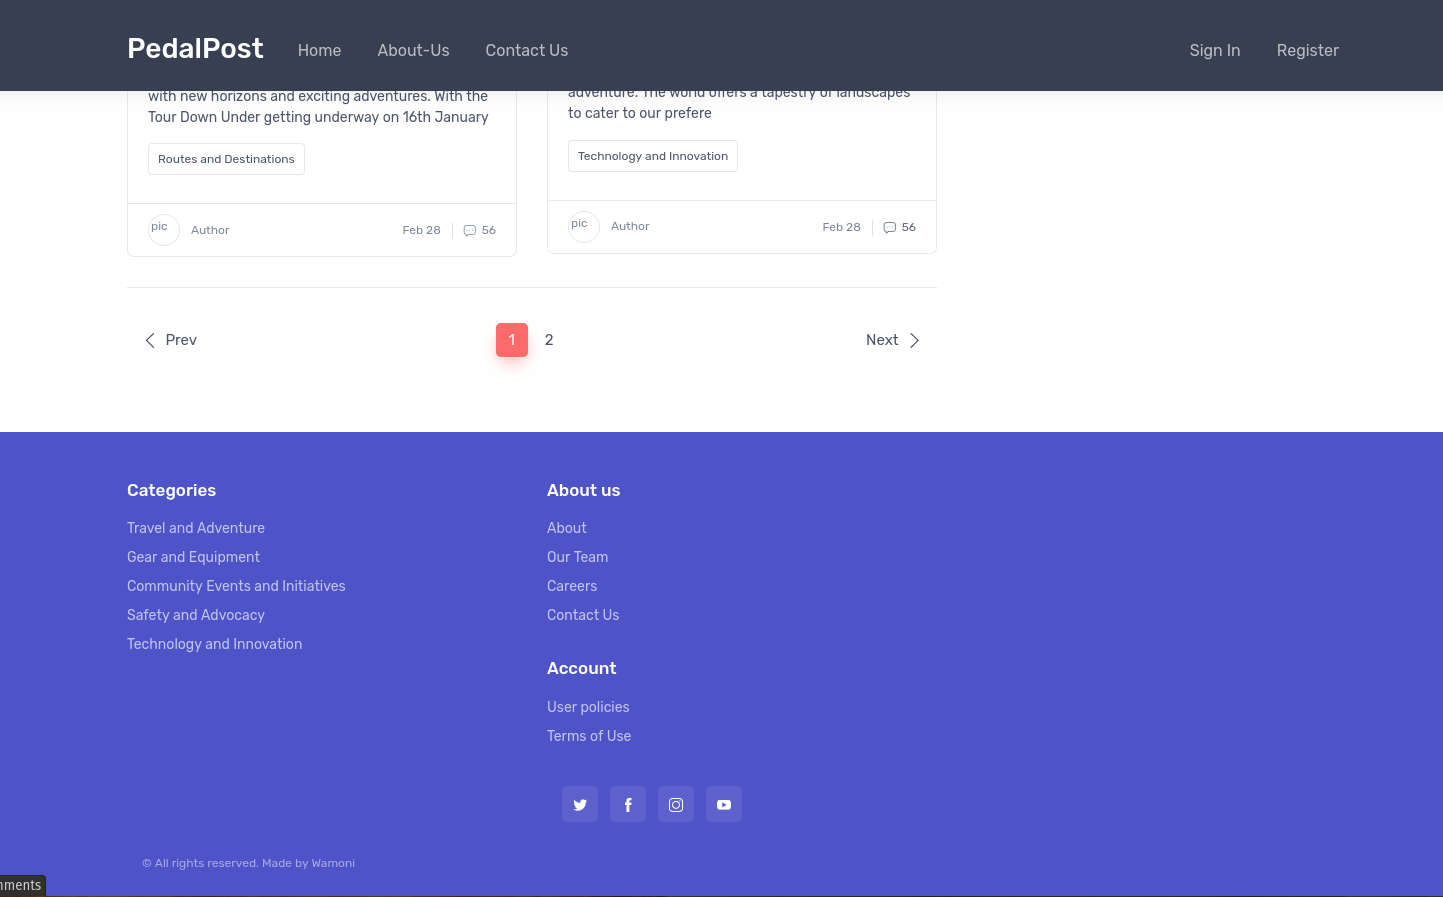 PedalPost Home About-Us Contact Us Sign In Register
with new horizons and exciting adventures. With the
Tour Down Under getting underway on 16th January
Routes and Destinations
pic Author Feb 28 56
adventure. The world offers a tapestry of landscapes
to cater to our prefere
Technology and Innovation
pic Author Feb 28 56
Prev 1 2 Next
Categories
Travel and Adventure
Gear and Equipment
Community Events and Initiatives
Safety and Advocacy
Technology and Innovation
About us
About
Our Team
Careers
Contact Us
Account
User policies
Terms of Use
© All rights reserved. Made by Wamoni